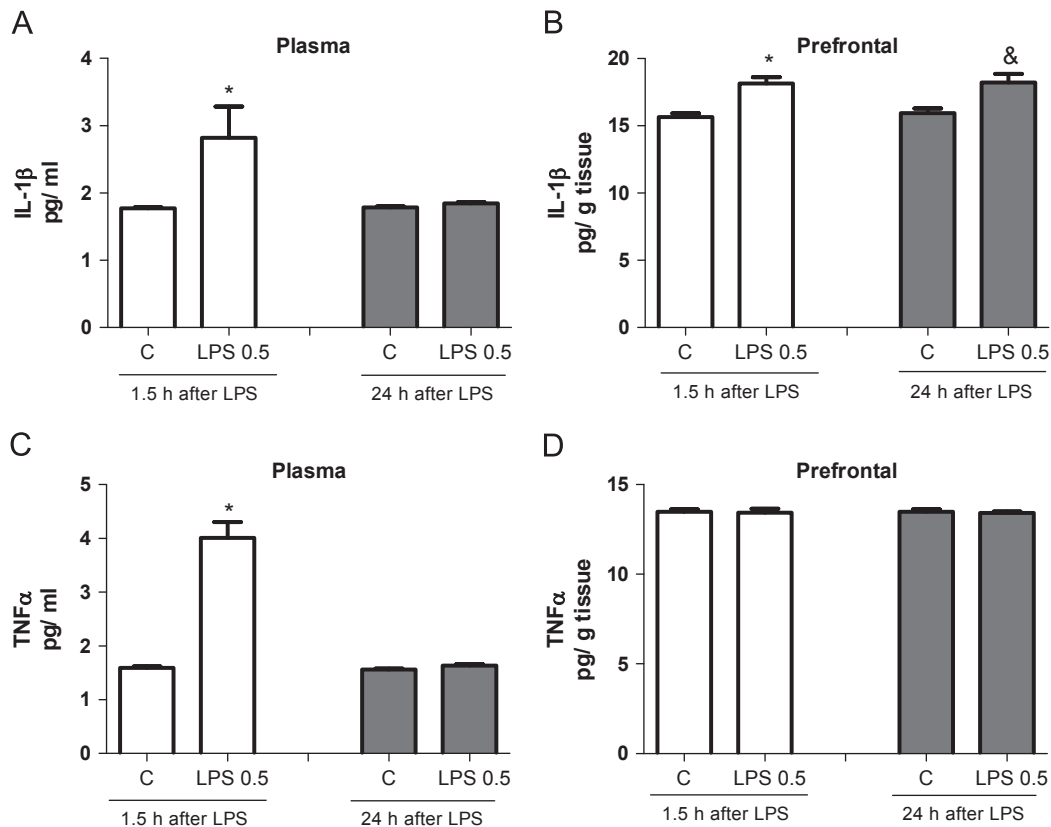 A
Plasma
IL-1β
pg/ ml
4
3
2
1
0
*
C
LPS 0.5
C
LPS 0.5
1.5 h after LPS
24 h after LPS
B
Prefrontal
IL-1β
pg/ g tissue
20
15
10
5
0
*
&
C
LPS 0.5
C
LPS 0.5
1.5 h after LPS
24 h after LPS
C
Plasma
TNFα
pg/ ml
5
4
3
2
1
0
*
C
LPS 0.5
C
LPS 0.5
1.5 h after LPS
24 h after LPS
D
Prefrontal
TNFα
pg/ g tissue
15
10
5
0
C
LPS 0.5
C
LPS 0.5
1.5 h after LPS
24 h after LPS